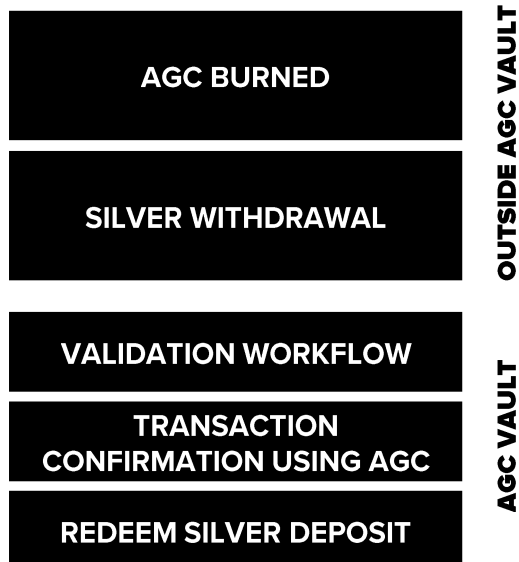 AGC BURNED
SILVER WITHDRAWAL
OUTSIDE AGC VAULT
VALIDATION WORKFLOW
TRANSACTION
CONFIRMATION USING AGC
REDEEM SILVER DEPOSIT
AGC VAULT